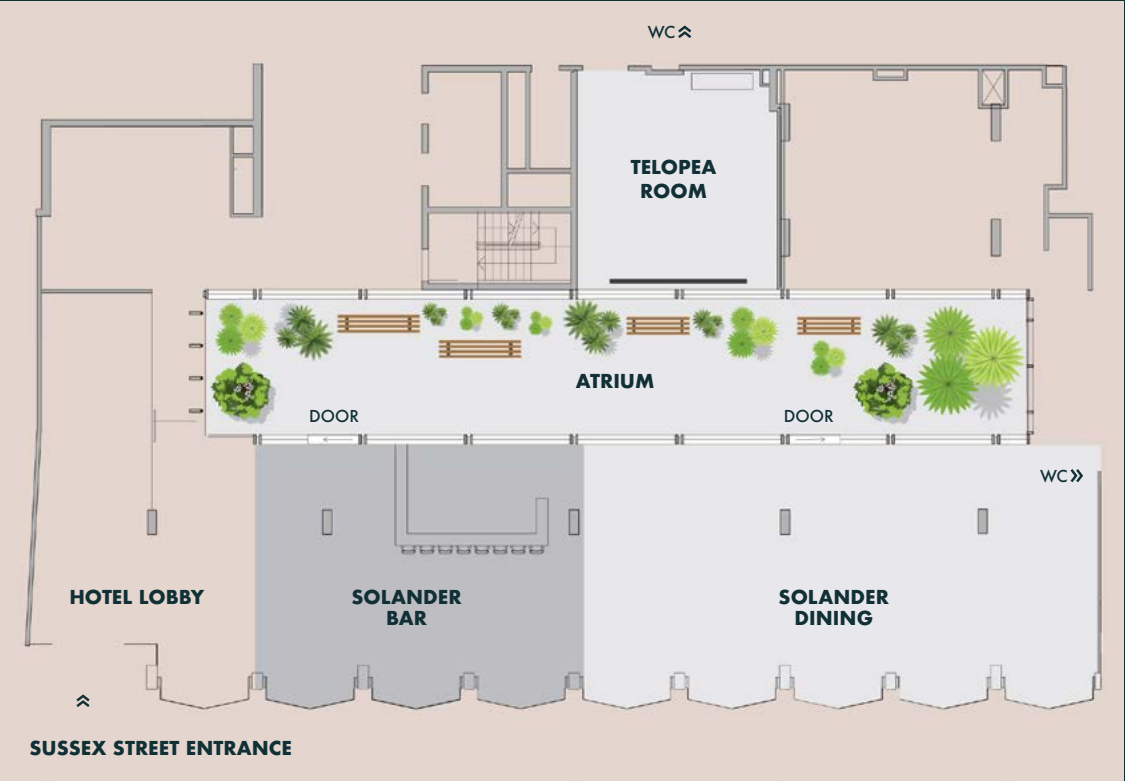 WC
TELOPEA
ROOM
ATRIUM
DOOR
DOOR
WC
HOTEL LOBBY
SOLANDER
BAR
SOLANDER
DINING
SUSSEX STREET ENTRANCE